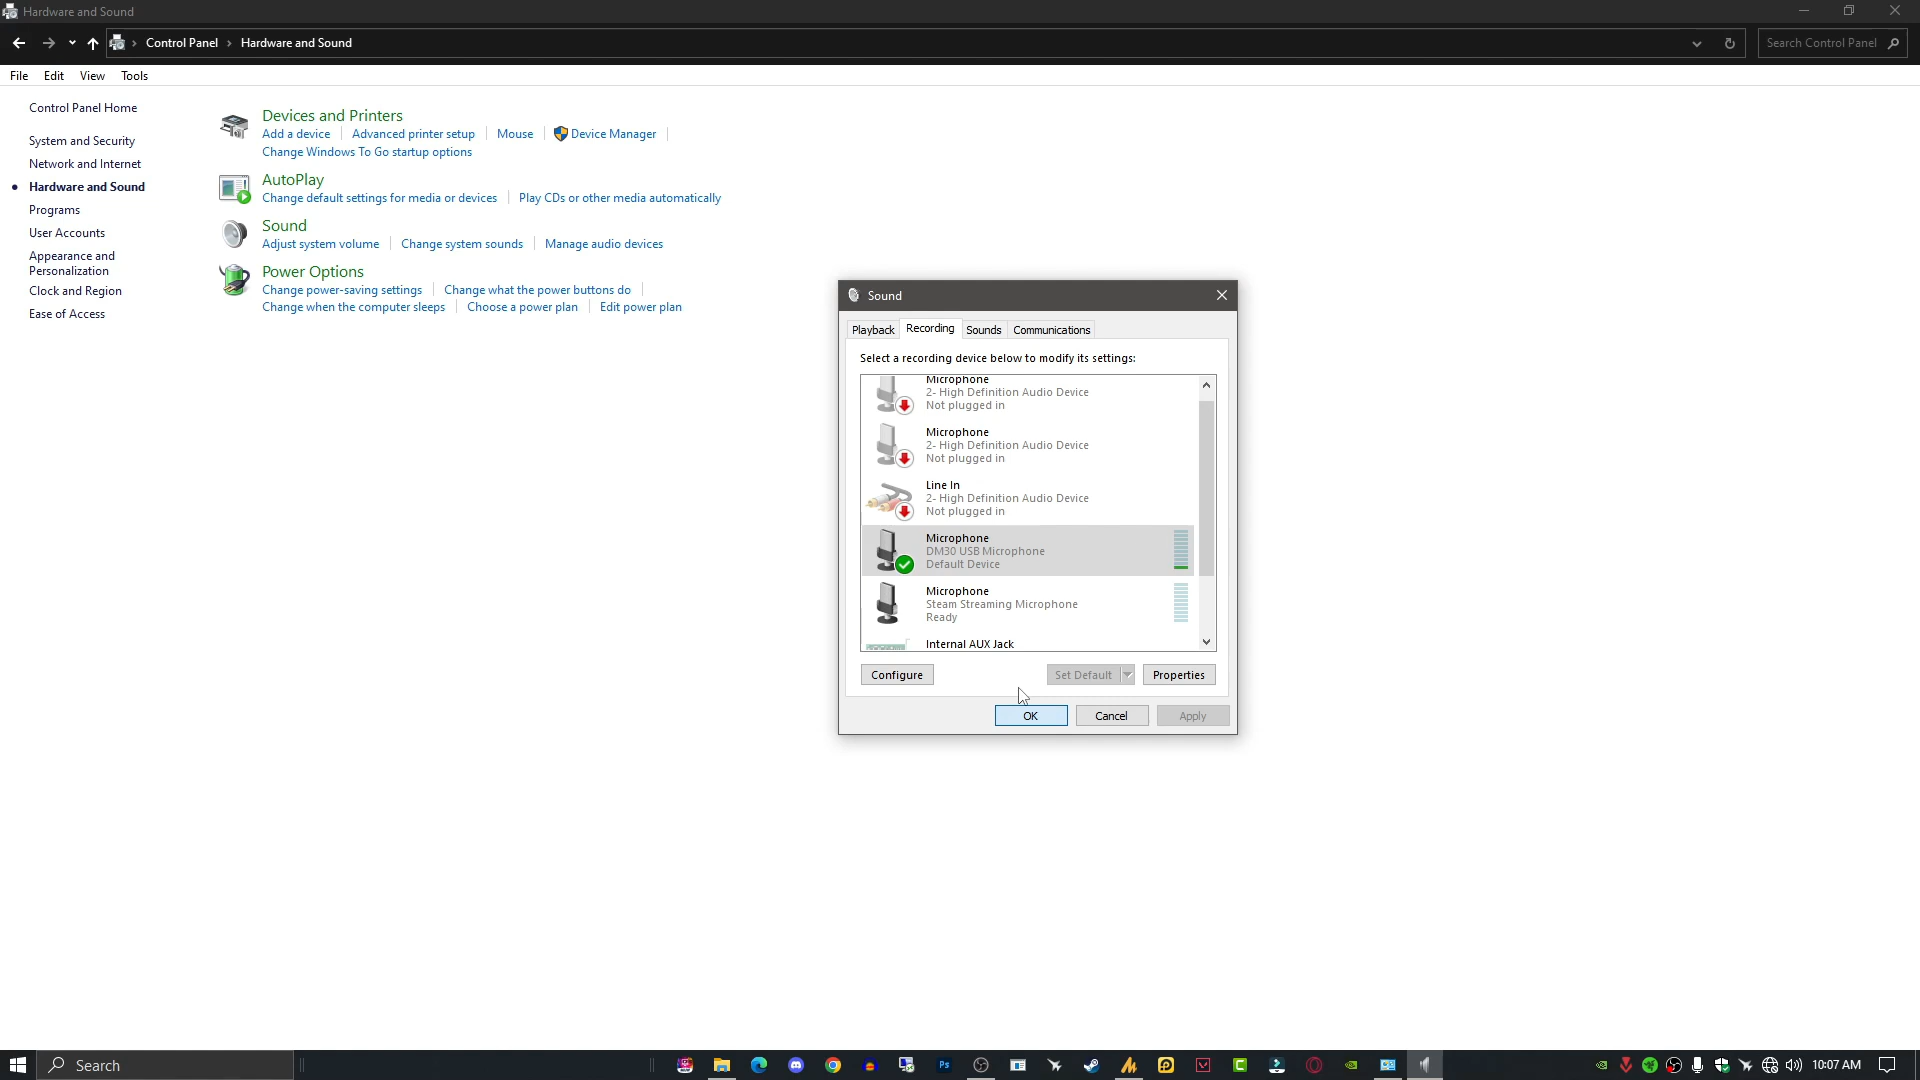 Hardware and Sound
Control Panel › Hardware and Sound
Search Control Panel
File Edit View Tools
Control Panel Home
System and Security
Network and Internet
Hardware and Sound
Programs
User Accounts
Appearance and
Personalization
Clock and Region
Ease of Access
Devices and Printers
Add a device
Advanced printer setup
Mouse
Device Manager
Change Windows To Go startup options
AutoPlay
Change default settings for media or devices
Play CDs or other media automatically
Sound
Adjust system volume
Change system sounds
Manage audio devices
Power Options
Change power-saving settings
Change what the power buttons do
Change when the computer sleeps
Choose a power plan
Edit power plan
Sound
Playback Recording Sounds Communications
Select a recording device below to modify its settings:
Microphone
2- High Definition Audio Device
Not plugged in
Microphone
2- High Definition Audio Device
Not plugged in
Line In
2- High Definition Audio Device
Not plugged in
Microphone
DM30 USB Microphone
Default Device
Microphone
Steam Streaming Microphone
Ready
Internal AUX Jack
Configure
Set Default
Properties
OK
Cancel
Apply
Search
Ps
10:07 AM